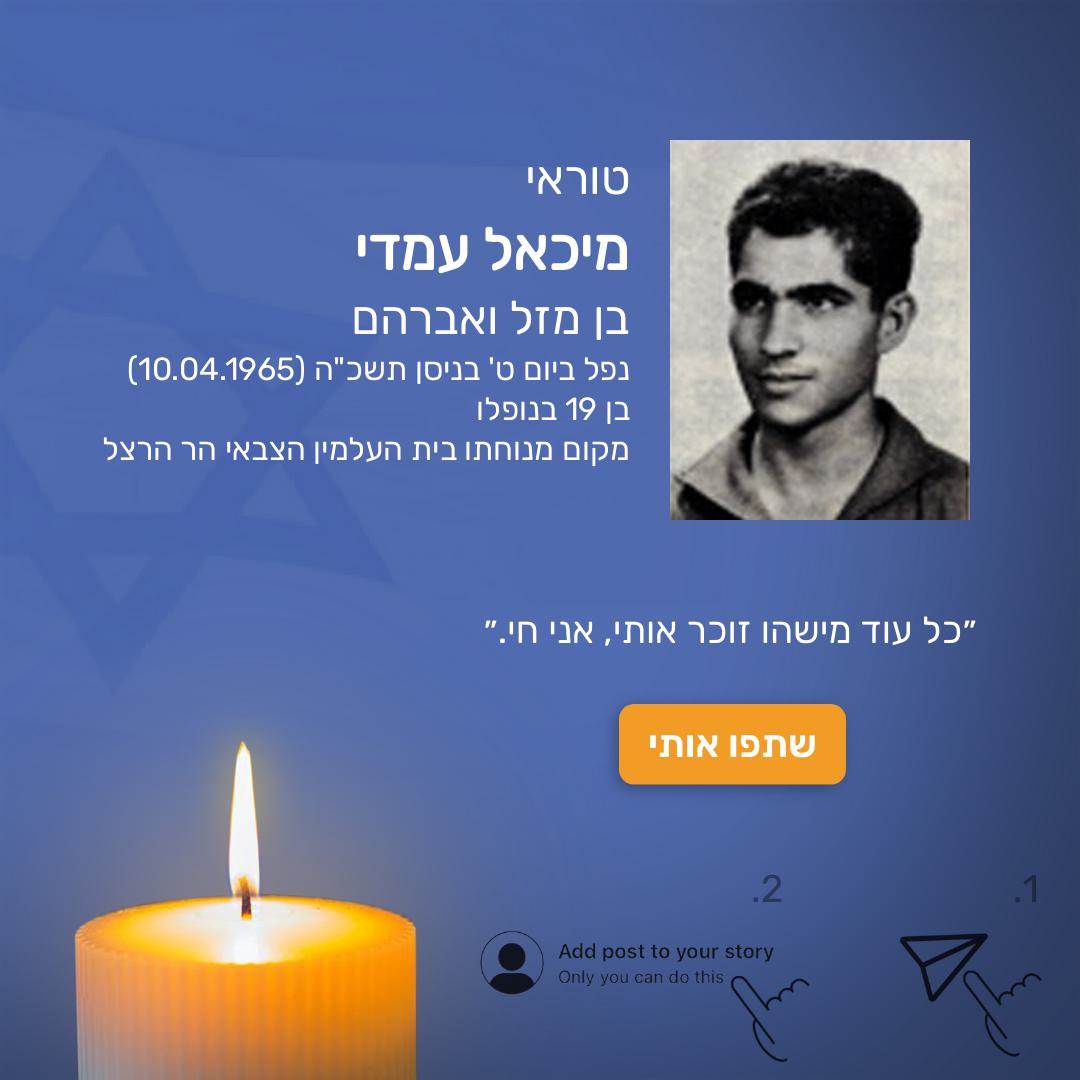 טוראי
מיכאל עמדי
בן מזל ואברהם
נפל ביום ט' בניסן תשכ"ה (10.04.1965)
בן 19 בנופלו
מקום מנוחתו בית העלמין הצבאי הר הרצל
״כל עוד מישהו זוכר אותי, אני חי.״
שתפו אותי
1.
2.
Add post to your story
Only you can do this